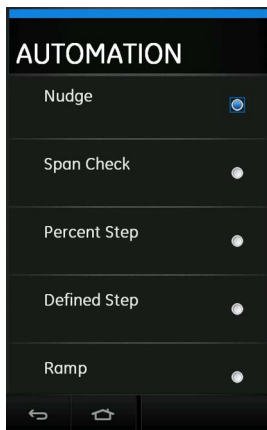 AUTOMATION
Nudge
Span Check
Percent Step
Defined Step
Ramp